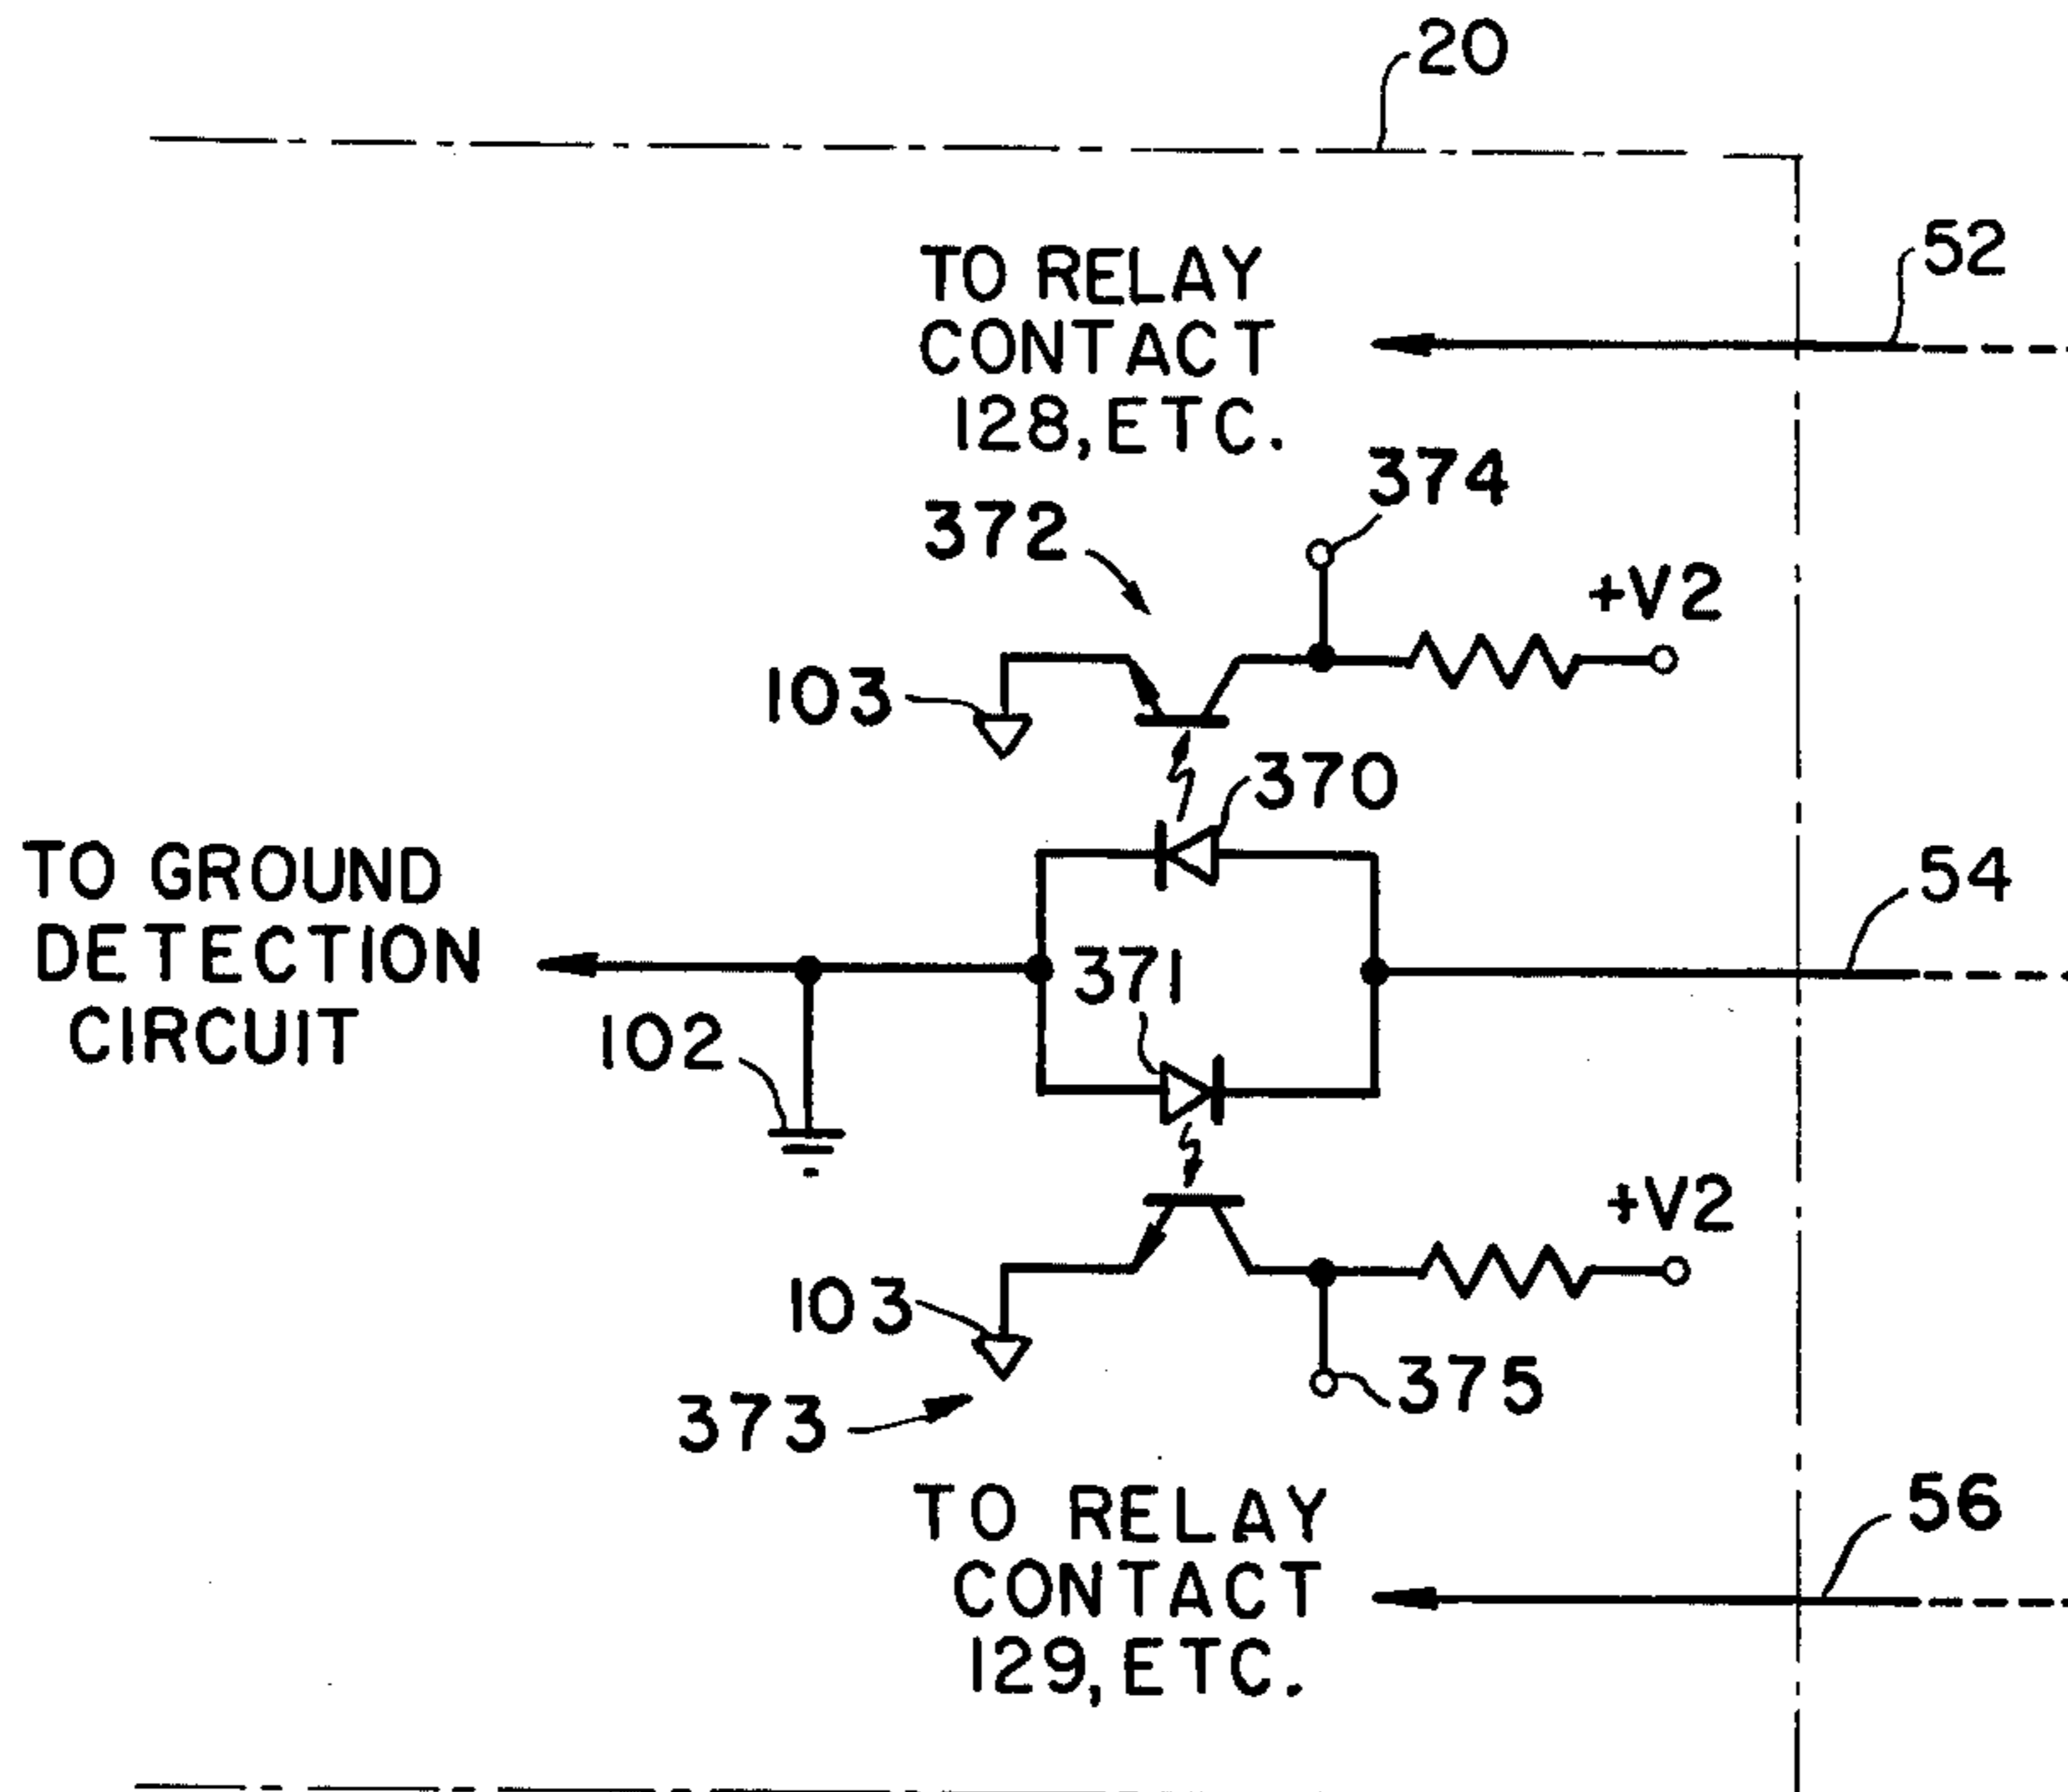 20
52
TO RELAY
CONTACT
128, ETC.
374
372
+V2
103
370
TO GROUND
DETECTION
CIRCUIT
54
371
102
+V2
103
375
373
TO RELAY
CONTACT
129, ETC.
56